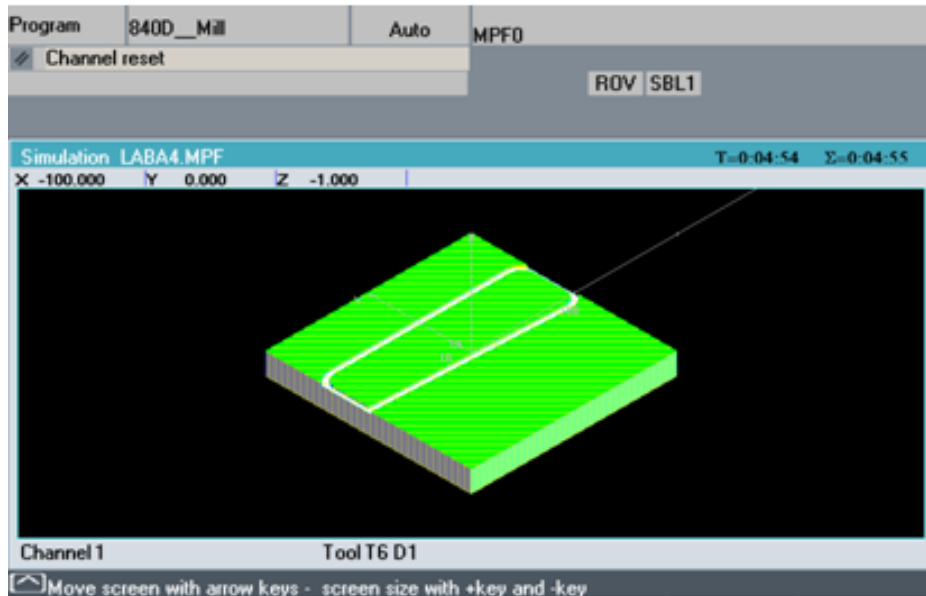 Program 840D__Mill Auto MPF0
Channel reset
ROV SBL1
Simulation LABA4.MPF T=0:04:54 Σ=0:04:55
X -100.000 Y 0.000 Z -1.000
Channel 1 Tool T6 D1
Move screen with arrow keys - screen size with +key and -key